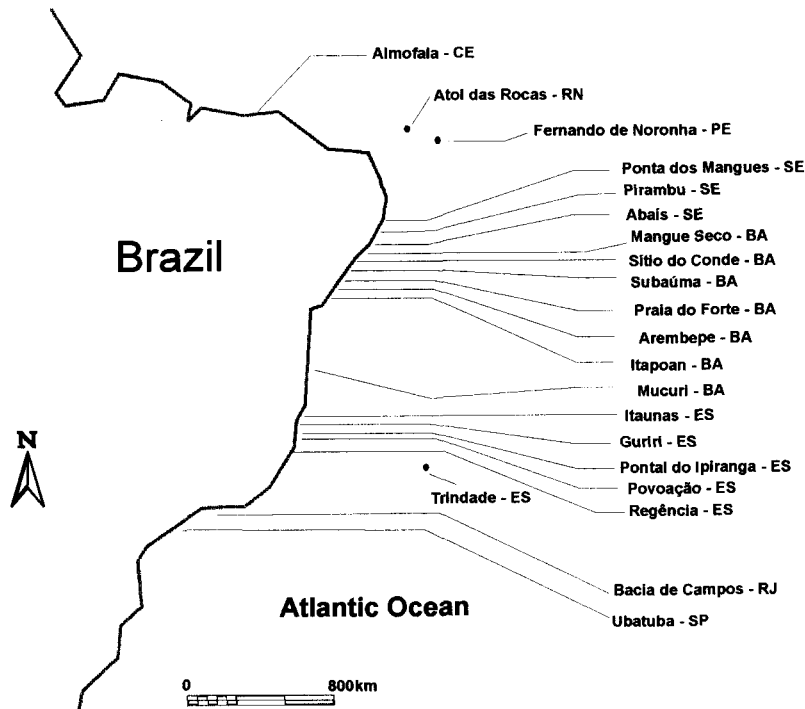 Almofala - CE
Atol das Rocas - RN
Fernando de Noronha - PE
Ponta dos Mangues - SE
Pirambu - SE
Abaís - SE
Mangue Seco - BA
Sítio do Conde - BA
Subaúma - BA
Praia do Forte - BA
Arembepe - BA
Itapoan - BA
Mucuri - BA
Itaunas - ES
Guriri - ES
Pontal do Ipiranga - ES
Povoação - ES
Regência - ES
Trindade - ES
Bacia de Campos - RJ
Ubatuba - SP
Brazil
N
Atlantic Ocean
0 800km